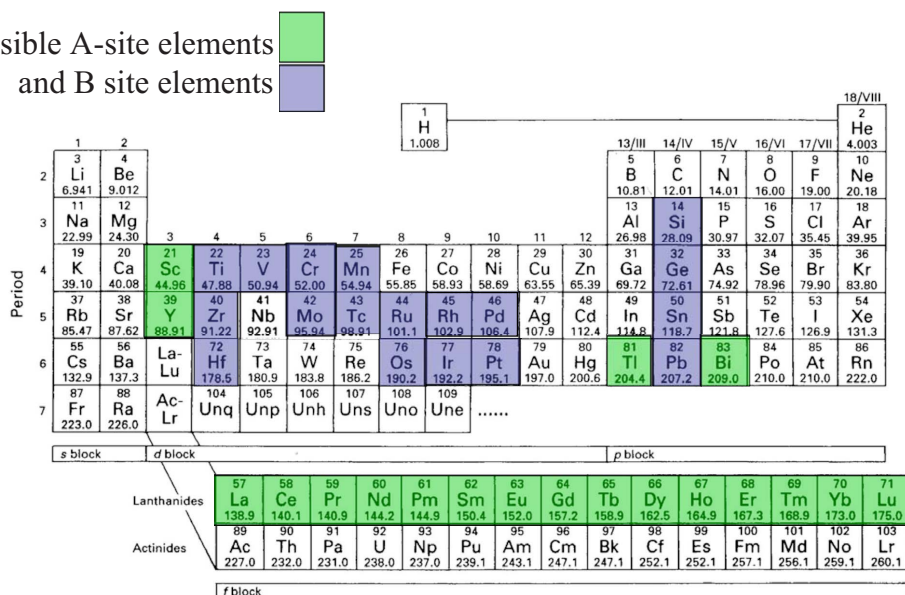 sible A-site elements
and B site elements
18/VIII
1 2
H He
1.008 4.003
1 2 13/III 14/IV 15/V 16/VI 17/VII
3 4 5 6 7 8 9 10
2 Li Be B C N O F Ne
6.941 9.012 10.81 12.01 14.01 16.00 19.00 20.18
11 12 13 14 15 16 17 18
3 Na Mg Al Si P S Cl Ar
22.99 24.30 3 4 5 6 7 8 9 10 11 12 26.98 28.09 30.97 32.07 35.45 39.95
19 20 21 22 23 24 25 26 27 28 29 30 31 32 33 34 35 36
Period 4 K Ca Sc Ti V Cr Mn Fe Co Ni Cu Zn Ga Ge As Se Br Kr
39.10 40.08 44.96 47.88 50.94 52.00 54.94 55.85 58.93 58.69 63.55 65.39 69.72 72.61 74.92 78.96 79.90 83.80
37 38 39 40 41 42 43 44 45 46 47 48 49 50 51 52 53 54
5 Rb Sr Y Zr Nb Mo Tc Ru Rh Pd Ag Cd In Sn Sb Te I Xe
85.47 87.62 88.91 91.22 92.91 95.94 98.91 101.1 102.9 106.4 107.9 112.4 114.8 118.7 121.8 127.6 126.9 131.3
55 56 72 73 74 75 76 77 78 79 80 81 82 83 84 85 86
6 Cs Ba La-Lu Hf Ta W Re Os Ir Pt Au Hg Tl Pb Bi Po At Rn
132.9 137.3 178.5 180.9 183.8 186.2 190.2 192.2 195.1 197.0 200.6 204.4 207.2 209.0 210.0 210.0 222.0
87 88 104 105 106 107 108 109
7 Fr Ra Ac-Lr Unq Unp Unh Uns Uno Une ......
223.0 226.0
s block d block p block
57 58 59 60 61 62 63 64 65 66 67 68 69 70 71
Lanthanides La Ce Pr Nd Pm Sm Eu Gd Tb Dy Ho Er Tm Yb Lu
138.9 140.1 140.9 144.2 144.9 150.4 152.0 157.2 158.9 162.5 164.9 167.3 168.9 173.0 175.0
89 90 91 92 93 94 95 96 97 98 99 100 101 102 103
Actinides Ac Th Pa U Np Pu Am Cm Bk Cf Es Fm Md No Lr
227.0 232.0 231.0 238.0 237.0 239.1 243.1 247.1 247.1 252.1 252.1 257.1 256.1 259.1 260.1
f block